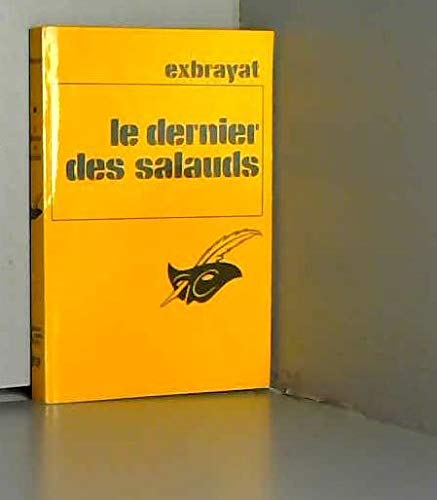 exbrayat
le dernier
des salauds